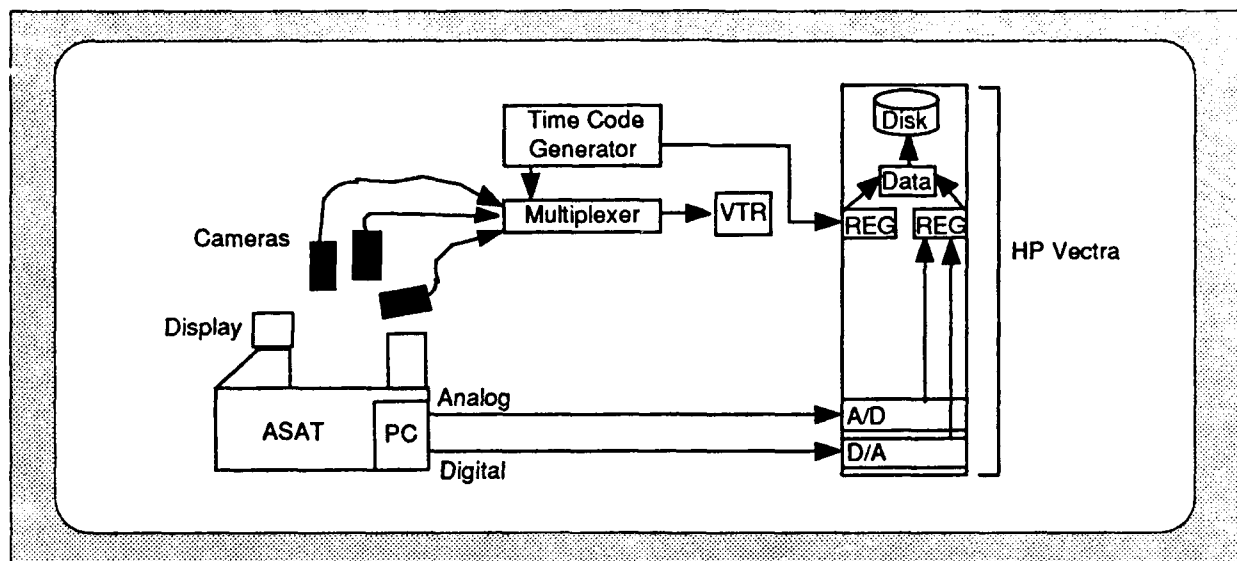 Time Code
Generator
Disk
Data
Multiplexer
VTR
REG
REG
Cameras
HP Vectra
Display
Analog
A/D
ASAT
PC
D/A
Digital